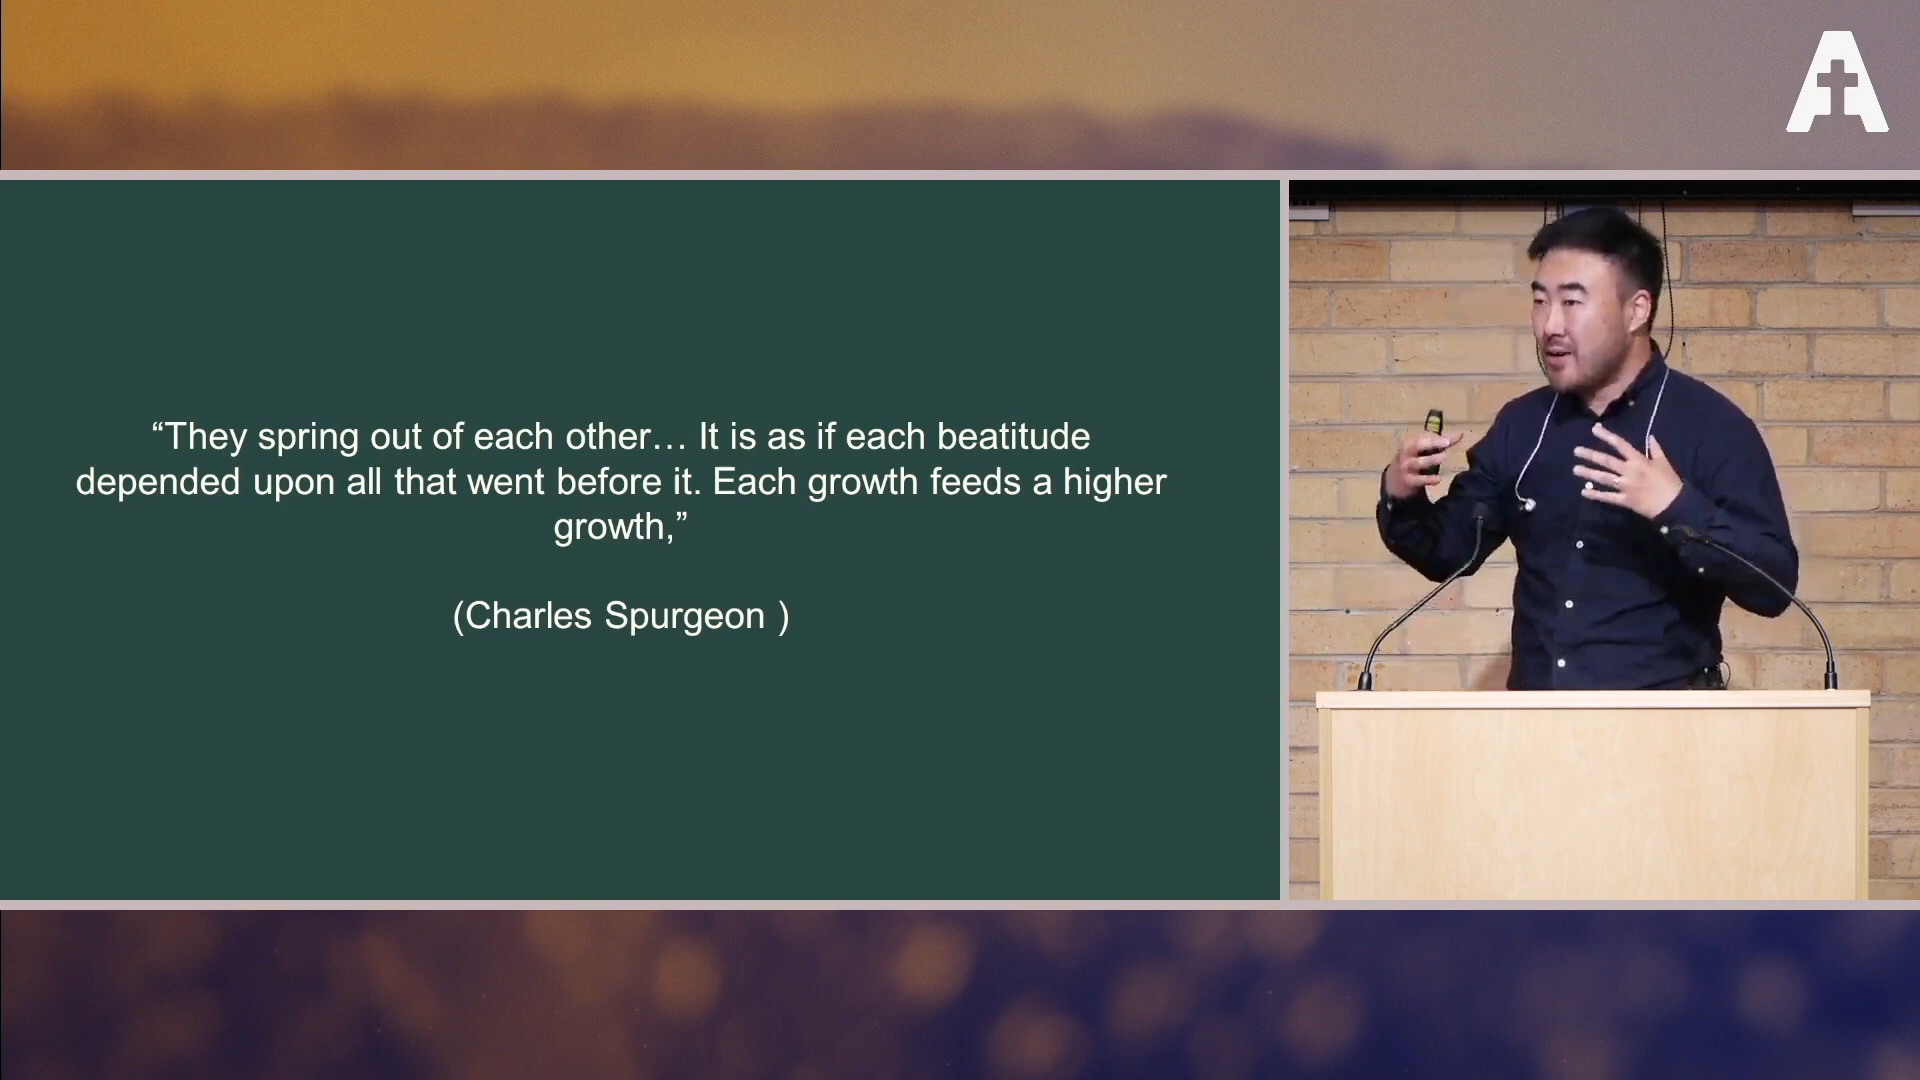 “They spring out of each other… It is as if each beatitude
depended upon all that went before it. Each growth feeds a higher
growth,”
(Charles Spurgeon )